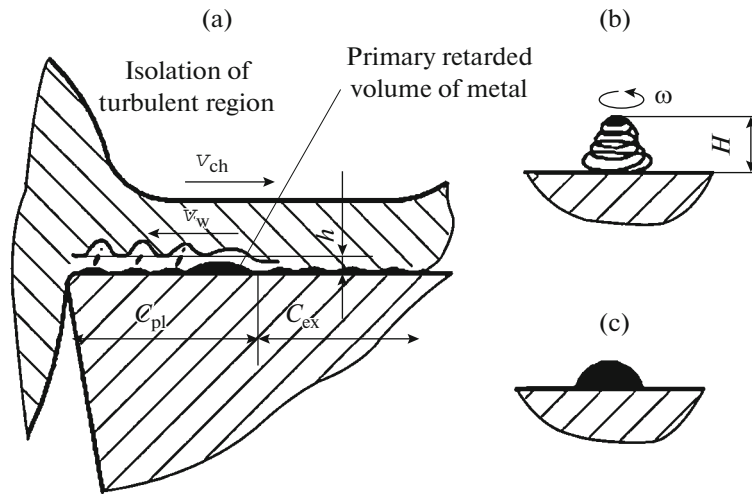 (a)
Isolation of
turbulent region
Primary retarded
volume of metal
v_ch
v_w
h
C_pl
C_ex
(b)
ω
H
(c)